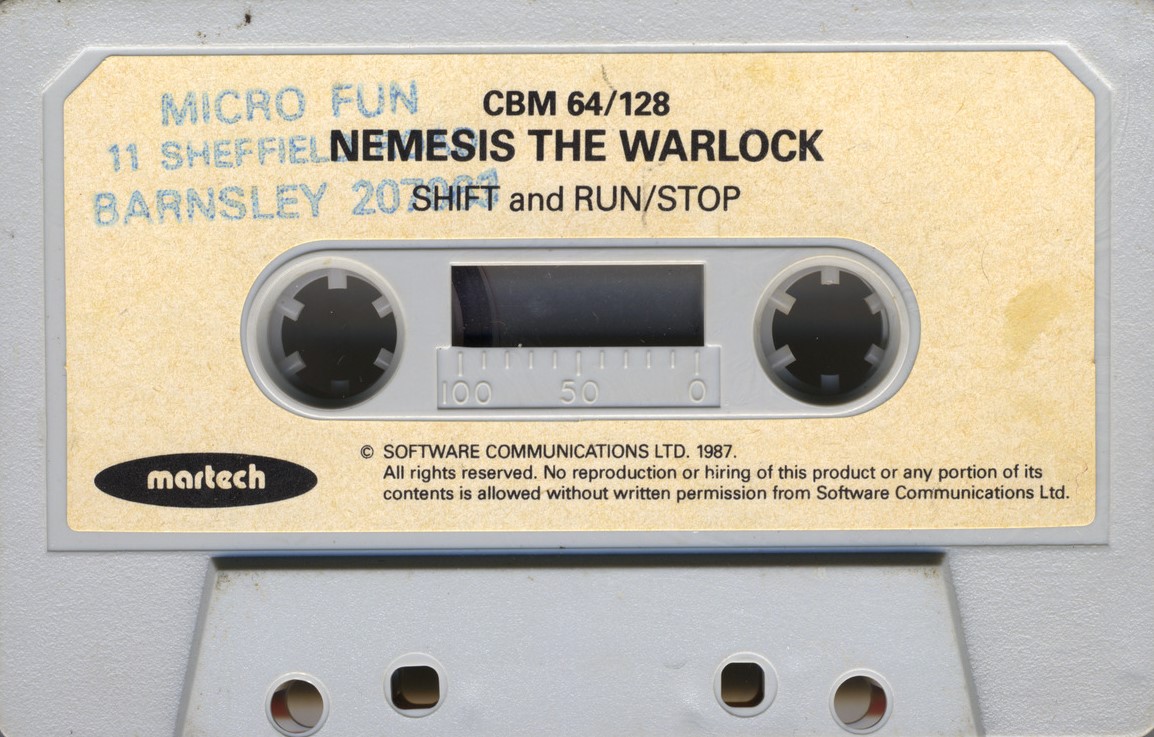 MICRO FUN
11 SHEFFIELD ROAD
BARNSLEY
CBM 64/128
NEMESIS THE WARLOCK
SHIFT and RUN/STOP
100 50 0
martech
© SOFTWARE COMMUNICATIONS LTD. 1987.
All rights reserved. No reproduction or hiring of this product or any portion of its
contents is allowed without written permission from Software Communications Ltd.